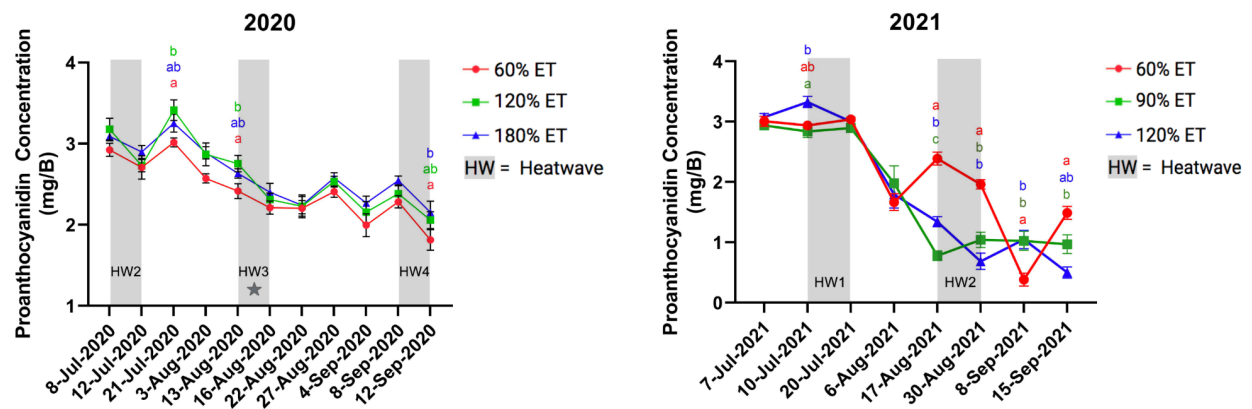 2020
Proanthocyanidin Concentration
(mg/B)
4
3
2
1
b
ab
a
b
ab
a
b
ab
a
HW2
HW3
HW4
8-Jul-2020
12-Jul-2020
21-Jul-2020
3-Aug-2020
13-Aug-2020
16-Aug-2020
22-Aug-2020
27-Aug-2020
4-Sep-2020
8-Sep-2020
12-Sep-2020
60% ET
120% ET
180% ET
HW = Heatwave
2021
Proanthocyanidin Concentration
(mg/B)
4
3
2
1
0
b
ab
a
a
b
c
a
b
b
b
b
a
a
ab
b
HW1
HW2
7-Jul-2021
10-Jul-2021
20-Jul-2021
6-Aug-2021
17-Aug-2021
30-Aug-2021
8-Sep-2021
15-Sep-2021
60% ET
90% ET
120% ET
HW = Heatwave